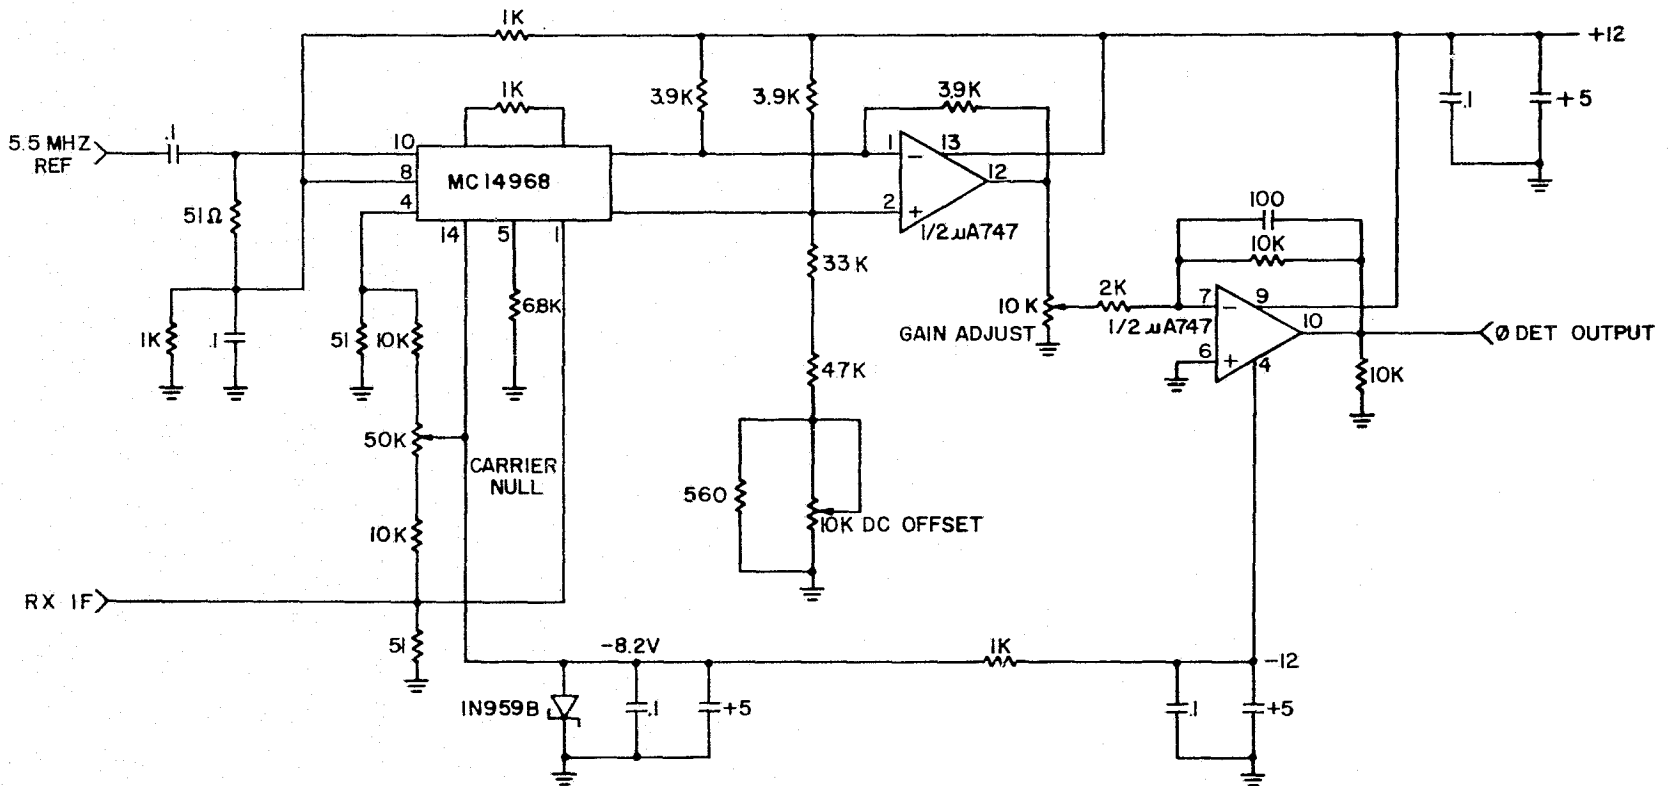 1K
+12
1K
3.9K
3.9K
3.9K
.1
+5
5.5 MHZ
REF
.1
10
8
4
MC14968
14
5
1
1
2
13
12
1/2 µA747
51Ω
33K
6.8K
1K
.1
51
10K
10K
GAIN ADJUST
2K
100
10K
7
6
9
10
4
1/2 µA747
Ø DET OUTPUT
10K
47K
50K
CARRIER
NULL
560
10K DC OFFSET
10K
RX IF
51
-8.2V
1K
-12
1N959B
.1
+5
.1
+5